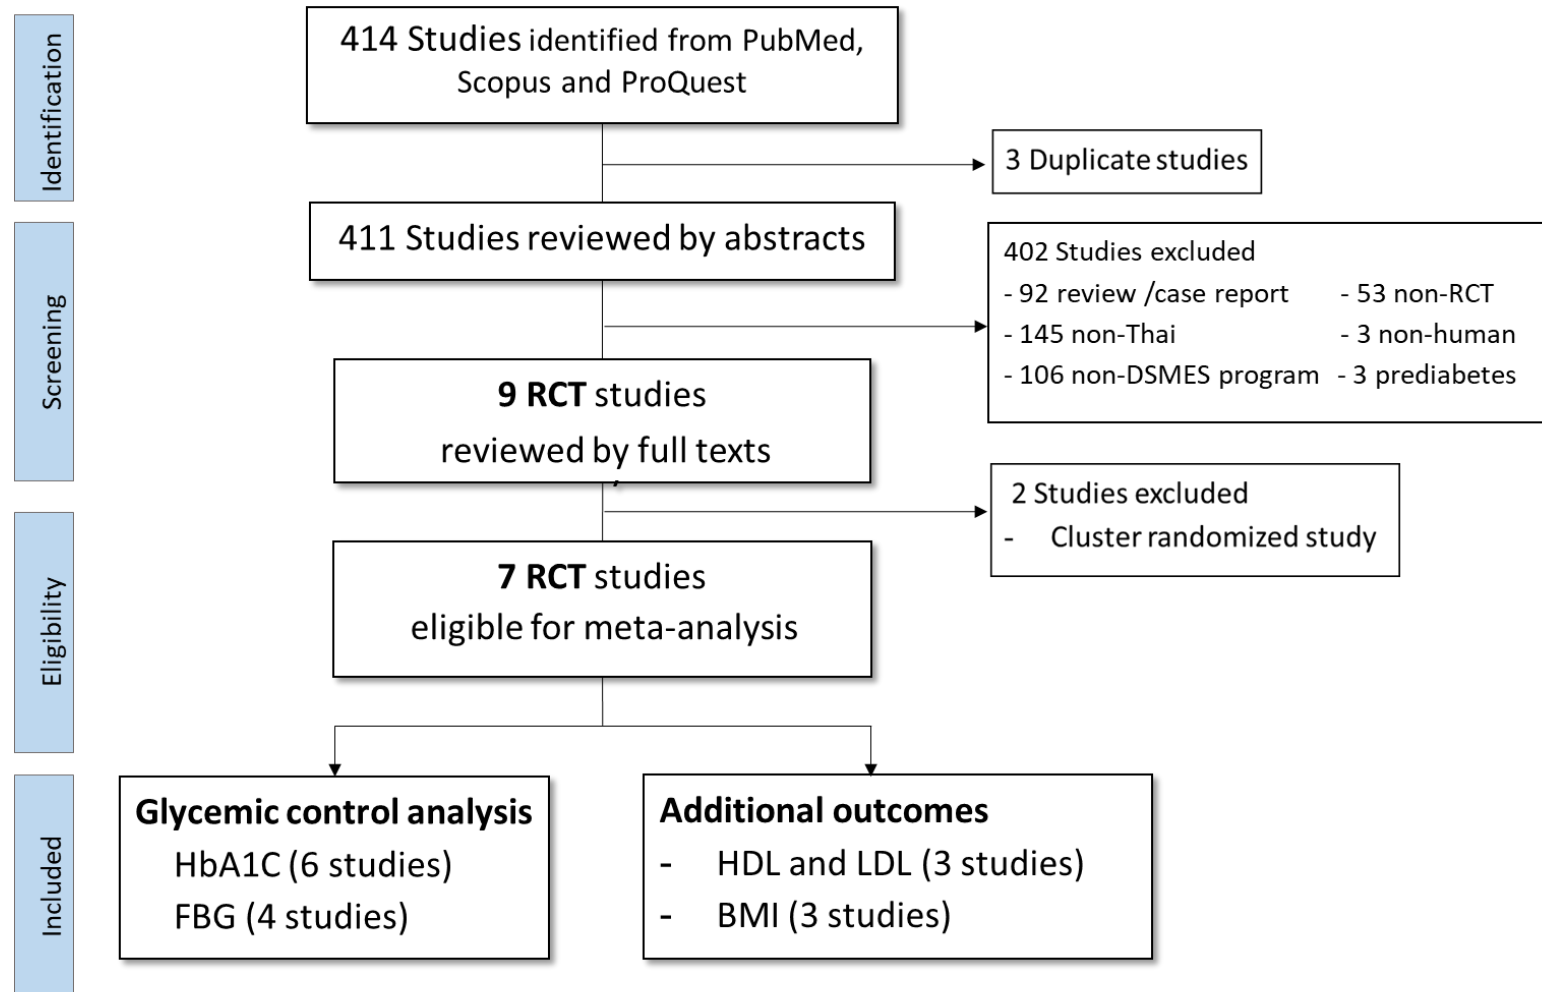 Identification
414 Studies identified from PubMed,
Scopus and ProQuest
3 Duplicate studies
Screening
411 Studies reviewed by abstracts
402 Studies excluded
- 92 review /case report - 53 non-RCT
- 145 non-Thai - 3 non-human
- 106 non-DSMES program - 3 prediabetes
9 RCT studies
reviewed by full texts
2 Studies excluded
- Cluster randomized study
Eligibility
7 RCT studies
eligible for meta-analysis
Included
Glycemic control analysis
HbA1C (6 studies)
FBG (4 studies)
Additional outcomes
- HDL and LDL (3 studies)
- BMI (3 studies)